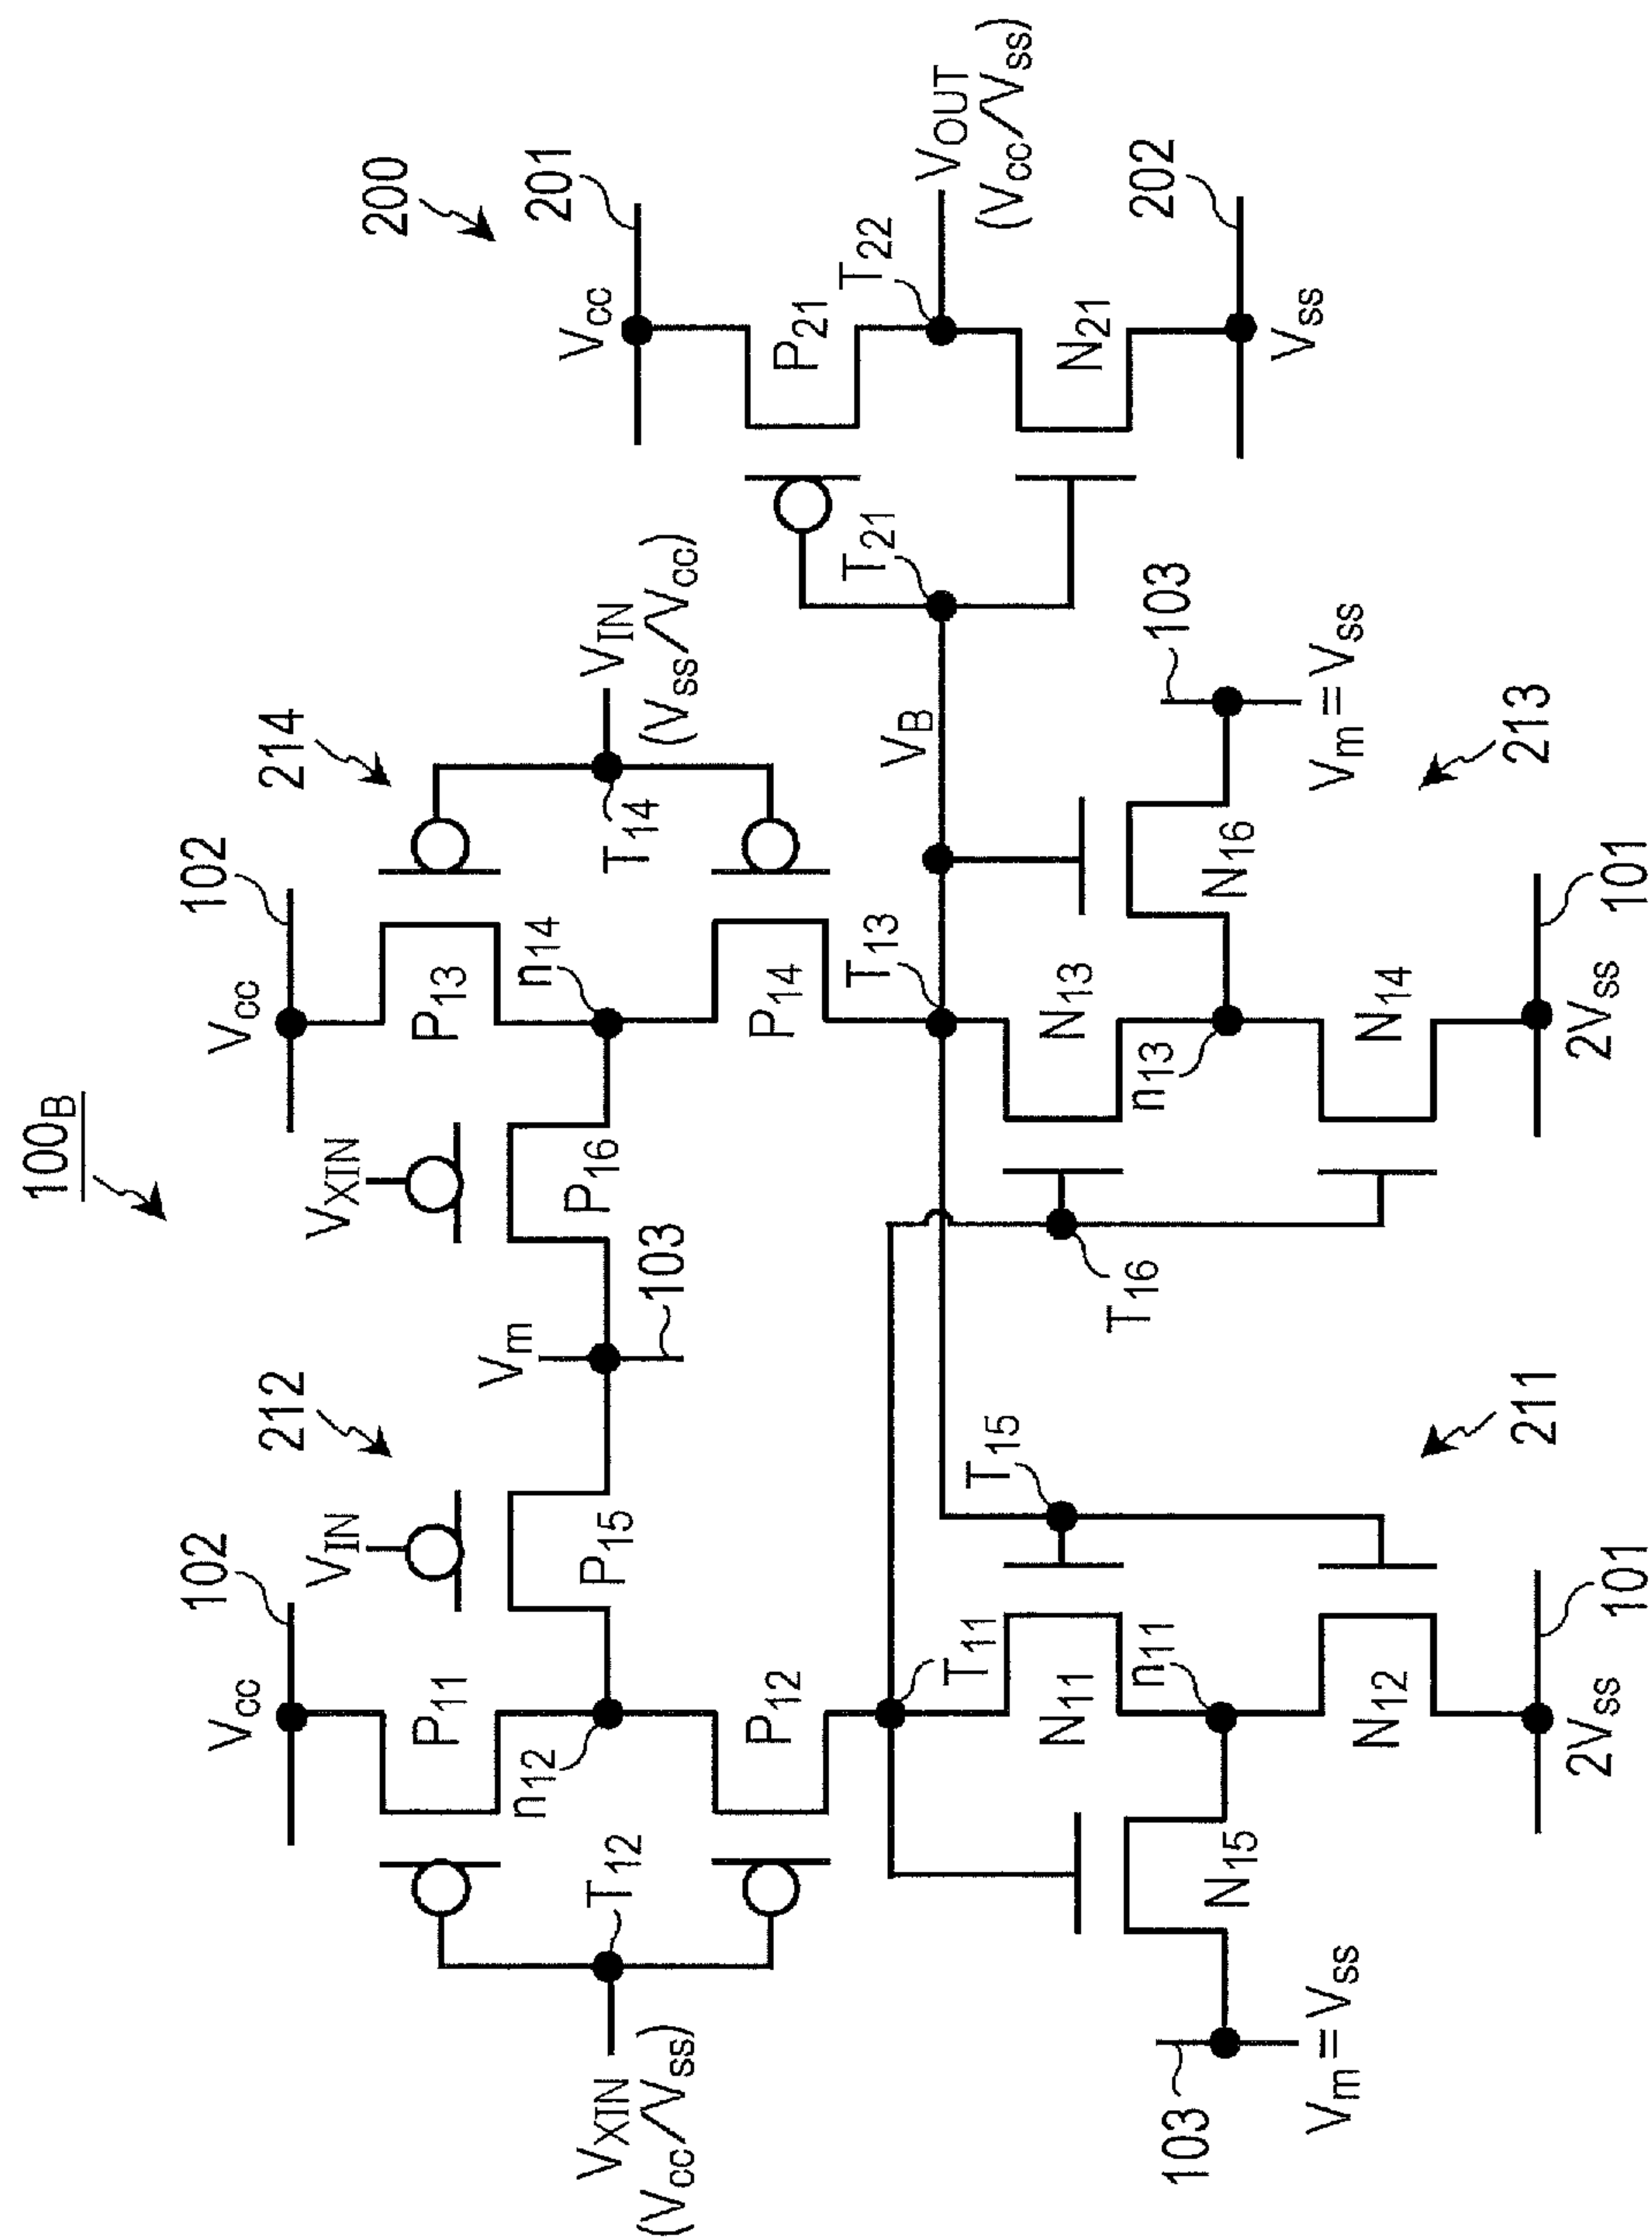 100B
200
102
102
201
212
214
Vcc
VIN
VXIN
Vcc
Vcc
P11
P13
P21
n12
P15
Vm
P16
n14
103
VXIN
(Vcc/Vss)
T12
P12
T14
VIN
(Vss/Vcc)
P14
T11
T13
VB
T21
T22
VOUT
(Vcc/Vss)
N11
T15
T16
N13
N21
202
n11
n13
103
103
N15
N16
Vss
Vm=Vss
Vm=Vss
N12
N14
211
213
2Vss
101
2Vss
101